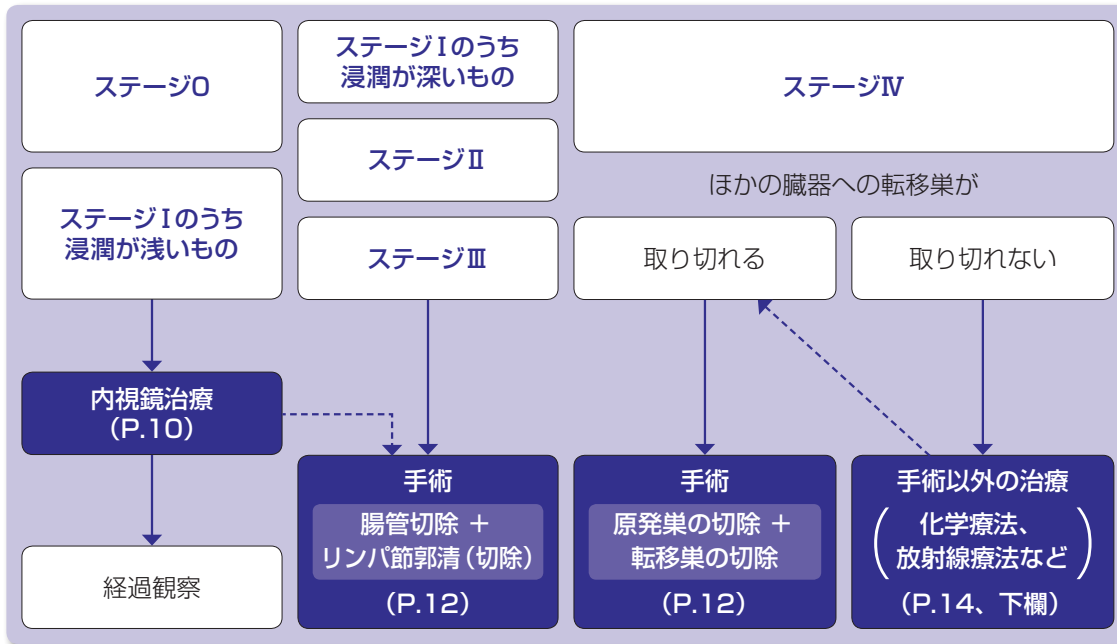 ステージ0
ステージⅠのうち
浸潤が浅いもの
内視鏡治療
(P.10)
経過観察
ステージⅠのうち
浸潤が深いもの
ステージⅡ
ステージⅢ
手術
腸管切除 +
リンパ節郭清(切除)
(P.12)
ステージⅣ
ほかの臓器への転移巣が
取り切れる
手術
原発巣の切除 +
転移巣の切除
(P.12)
取り切れない
手術以外の治療
(化学療法、
放射線療法など)
(P.14、下欄)